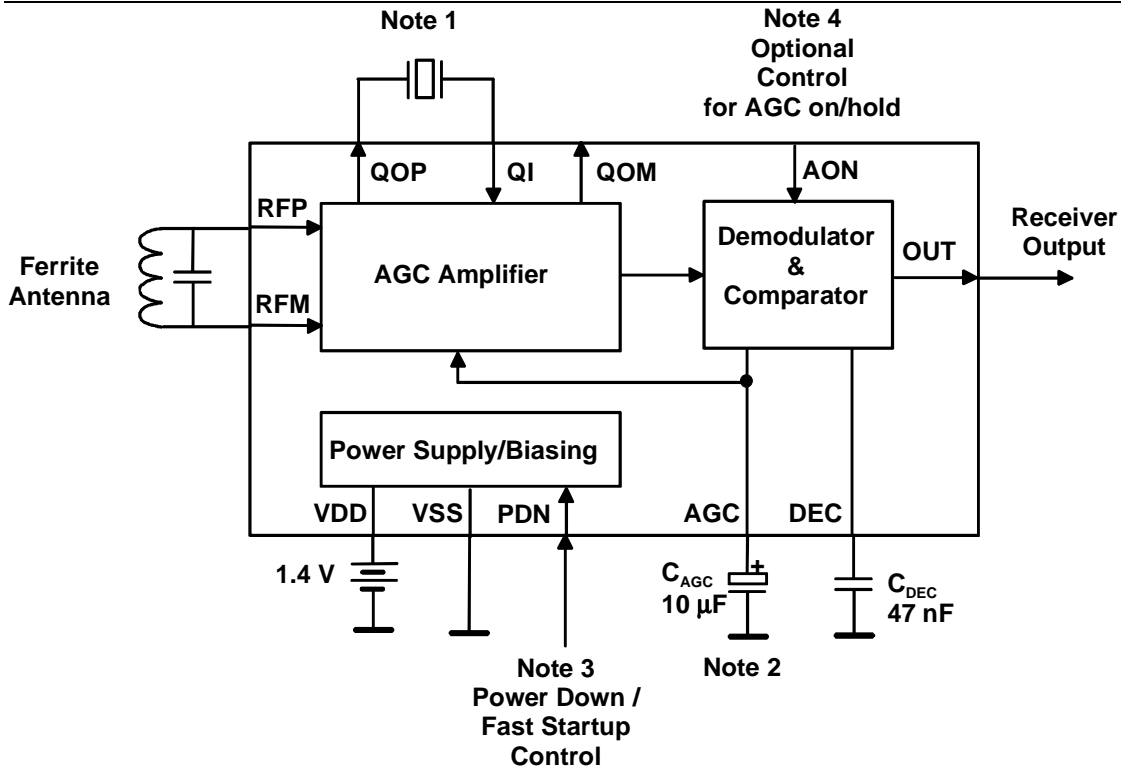 Note 1
Note 4
Optional
Control
for AGC on/hold
QOP
QI
QOM
AON
RFP
RFM
Ferrite
Antenna
AGC Amplifier
Demodulator
&
Comparator
OUT
Receiver
Output
Power Supply/Biasing
VDD
VSS
PDN
AGC
DEC
1.4 V
+
CAGC
10 μF
CDEC
47 nF
Note 3
Power Down /
Fast Startup
Control
Note 2